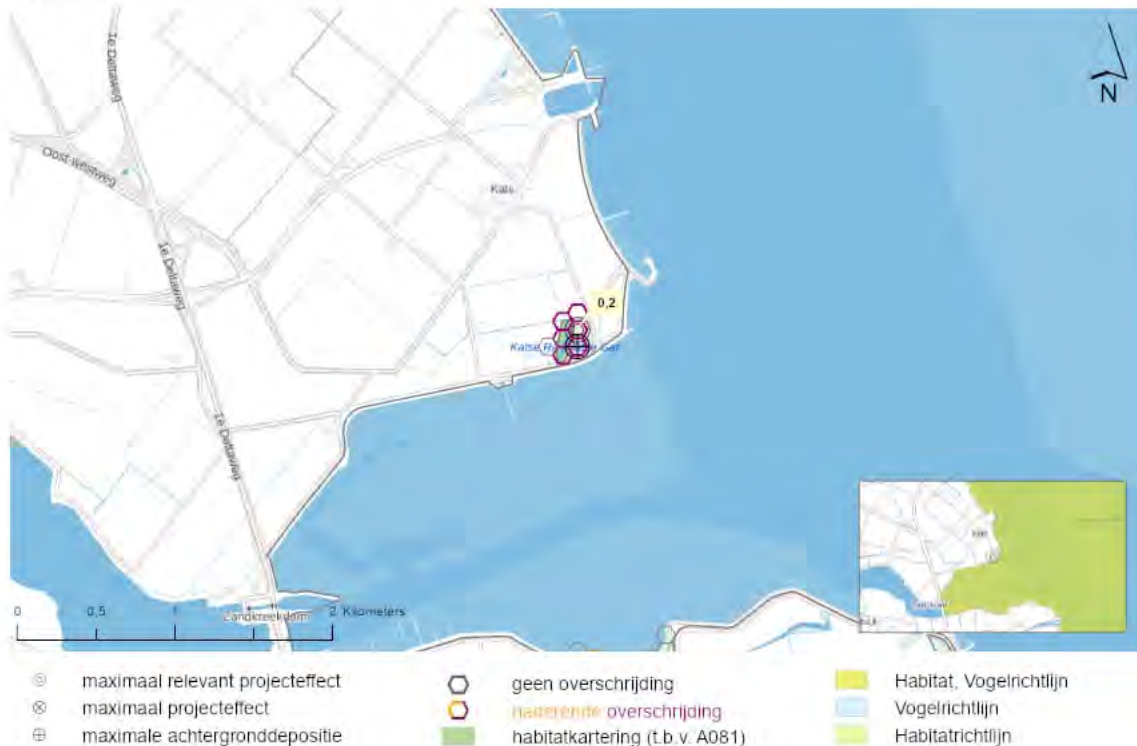 1e Deltaweg
Oost-westweg
Kats
1e Deltaweg
0,2
1e Deltaweg
N
0 0,5 1 2 Kilometers
Zandkreekdam
maximaal relevant projecteffect
maximaal projecteffect
maximale achtergronddepositie
geen overschrijding
naderende overschrijding
habitatkartering (t.b.v. A081)
Habitat, Vogelrichtlijn
Vogelrichtlijn
Habitatrichtlijn